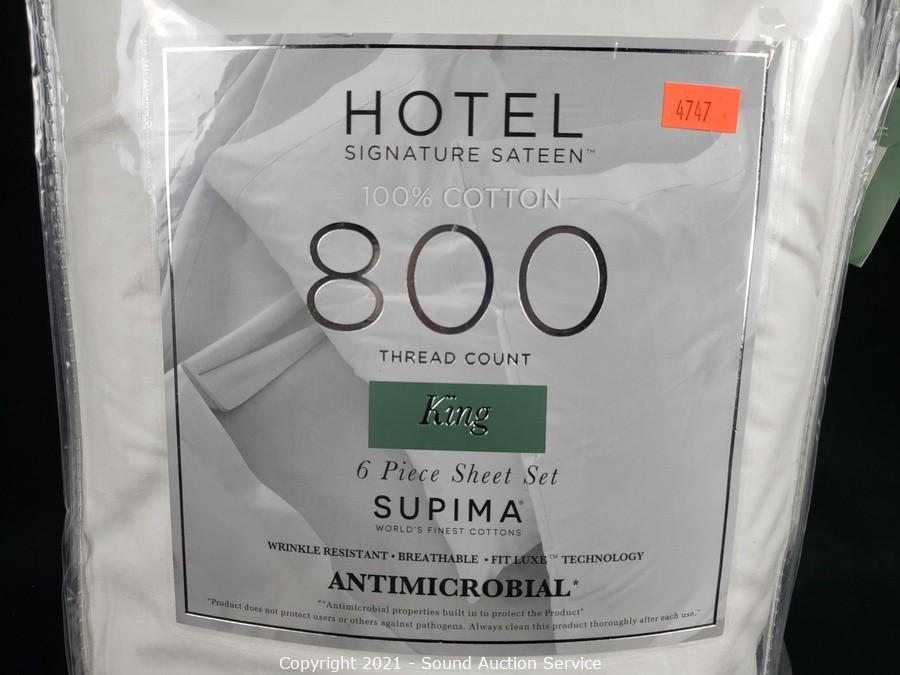 HOTEL
4747
SIGNATURE SATEEN™
100% COTTON
800
THREAD COUNT
King
6 Piece Sheet Set
SUPIMA®
WORLD'S FINEST COTTONS
WRINKLE RESISTANT • BREATHABLE • FIT LUXE™ TECHNOLOGY
ANTIMICROBIAL*
"*Antimicrobial properties built in to protect the Product"
"Product does not protect users or others against pathogens. Always clean this product thoroughly after each use."
Copyright 2021 - Sound Auction Service